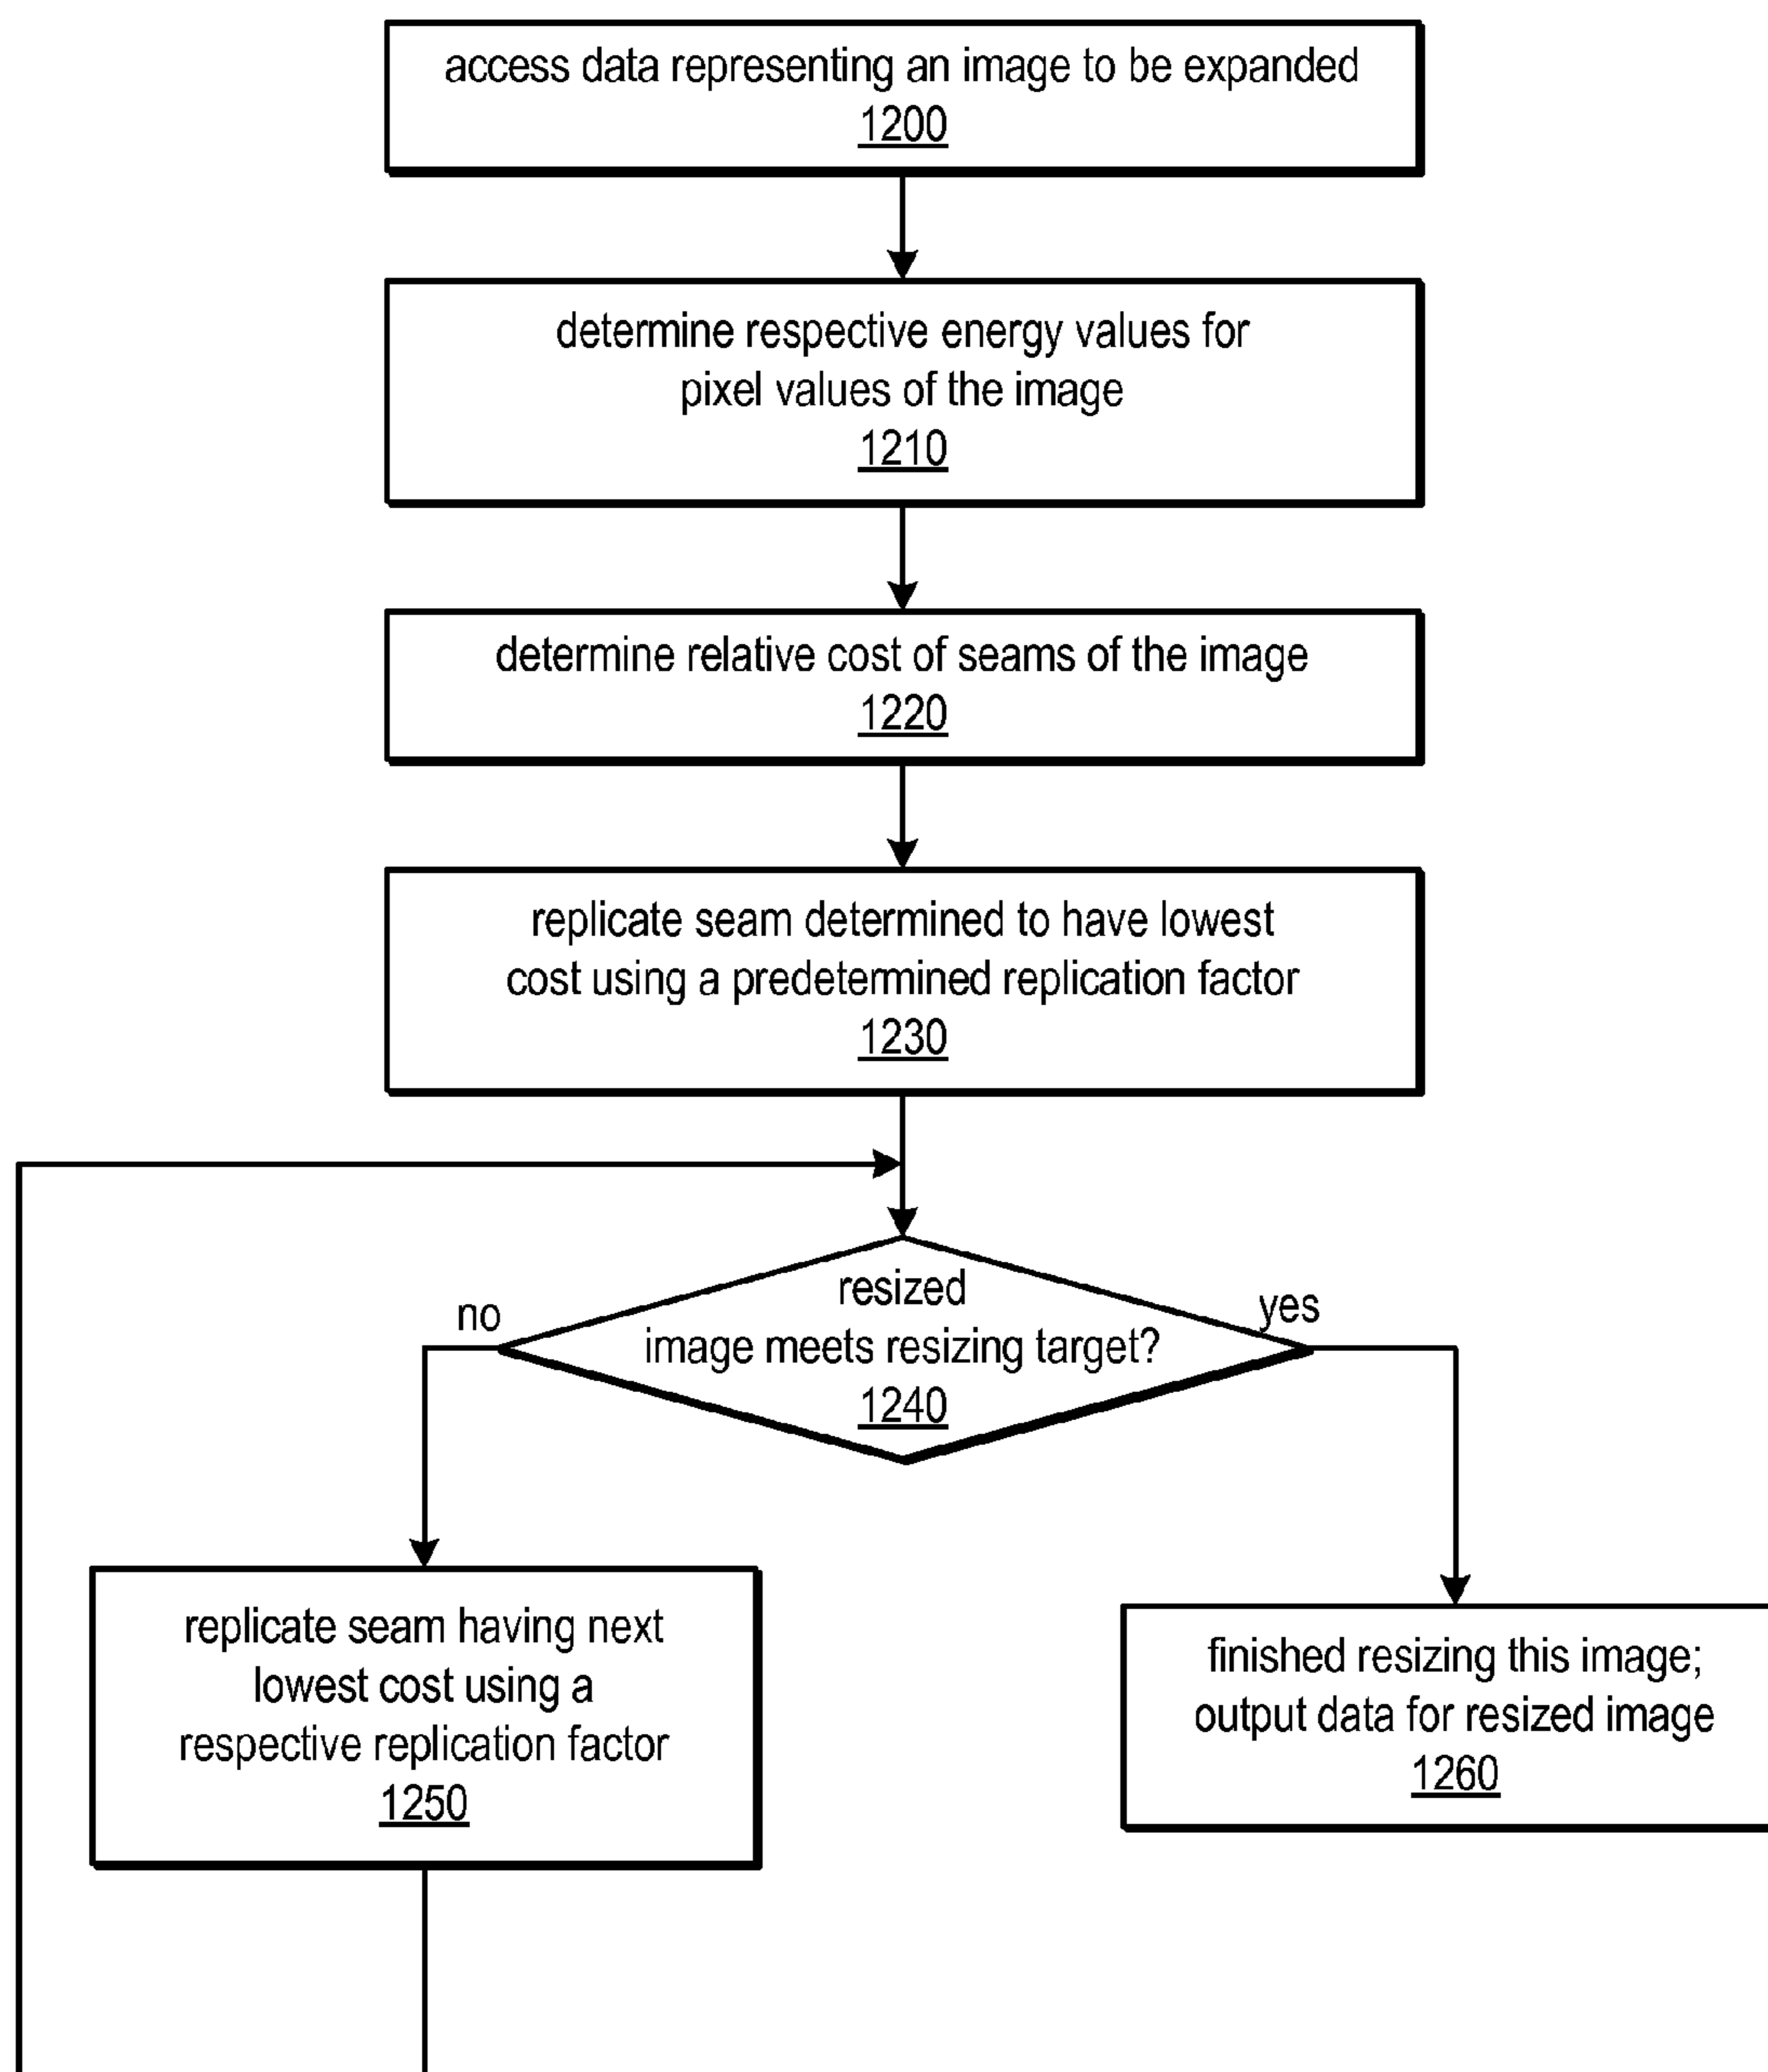 access data representing an image to be expanded
1200
determine respective energy values for
pixel values of the image
1210
determine relative cost of seams of the image
1220
replicate seam determined to have lowest
cost using a predetermined replication factor
1230
resized
image meets resizing target?
1240
no
yes
replicate seam having next
lowest cost using a
respective replication factor
1250
finished resizing this image;
output data for resized image
1260